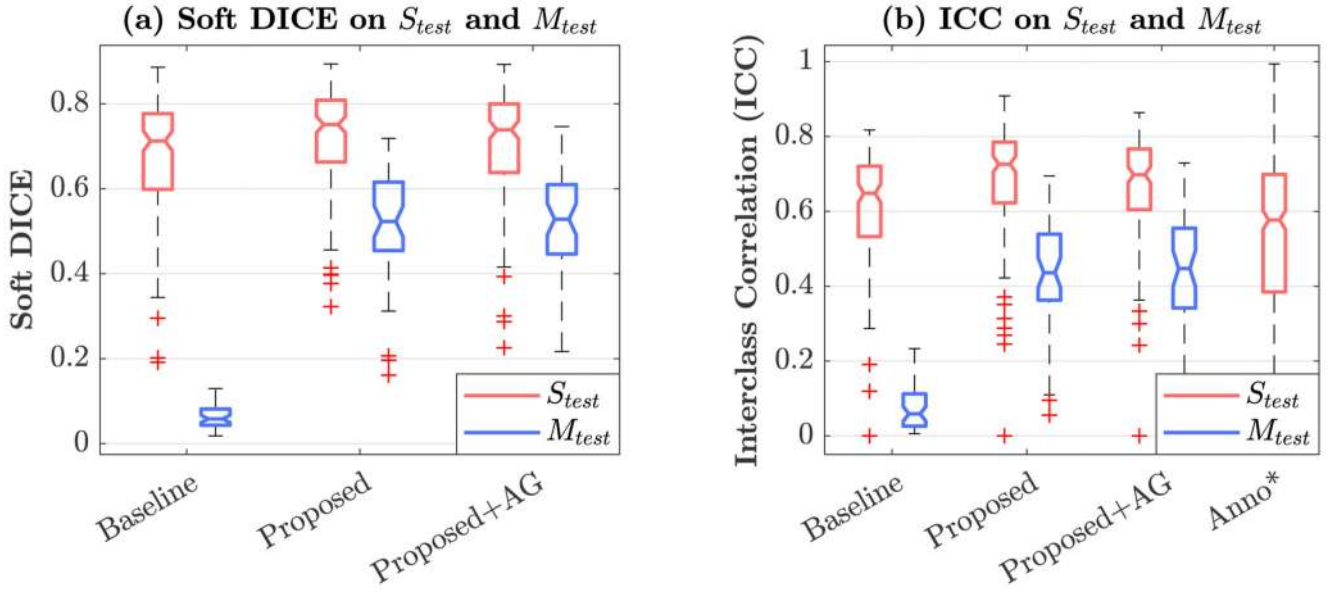 (a) Soft DICE on S_test and M_test
Soft DICE
0.8
0.6
0.4
0.2
0
S_test
M_test
Baseline
Proposed
Proposed+AG
(b) ICC on S_test and M_test
Interclass Correlation (ICC)
1
0.8
0.6
0.4
0.2
0
S_test
M_test
Baseline
Proposed
Proposed+AG
Anno*